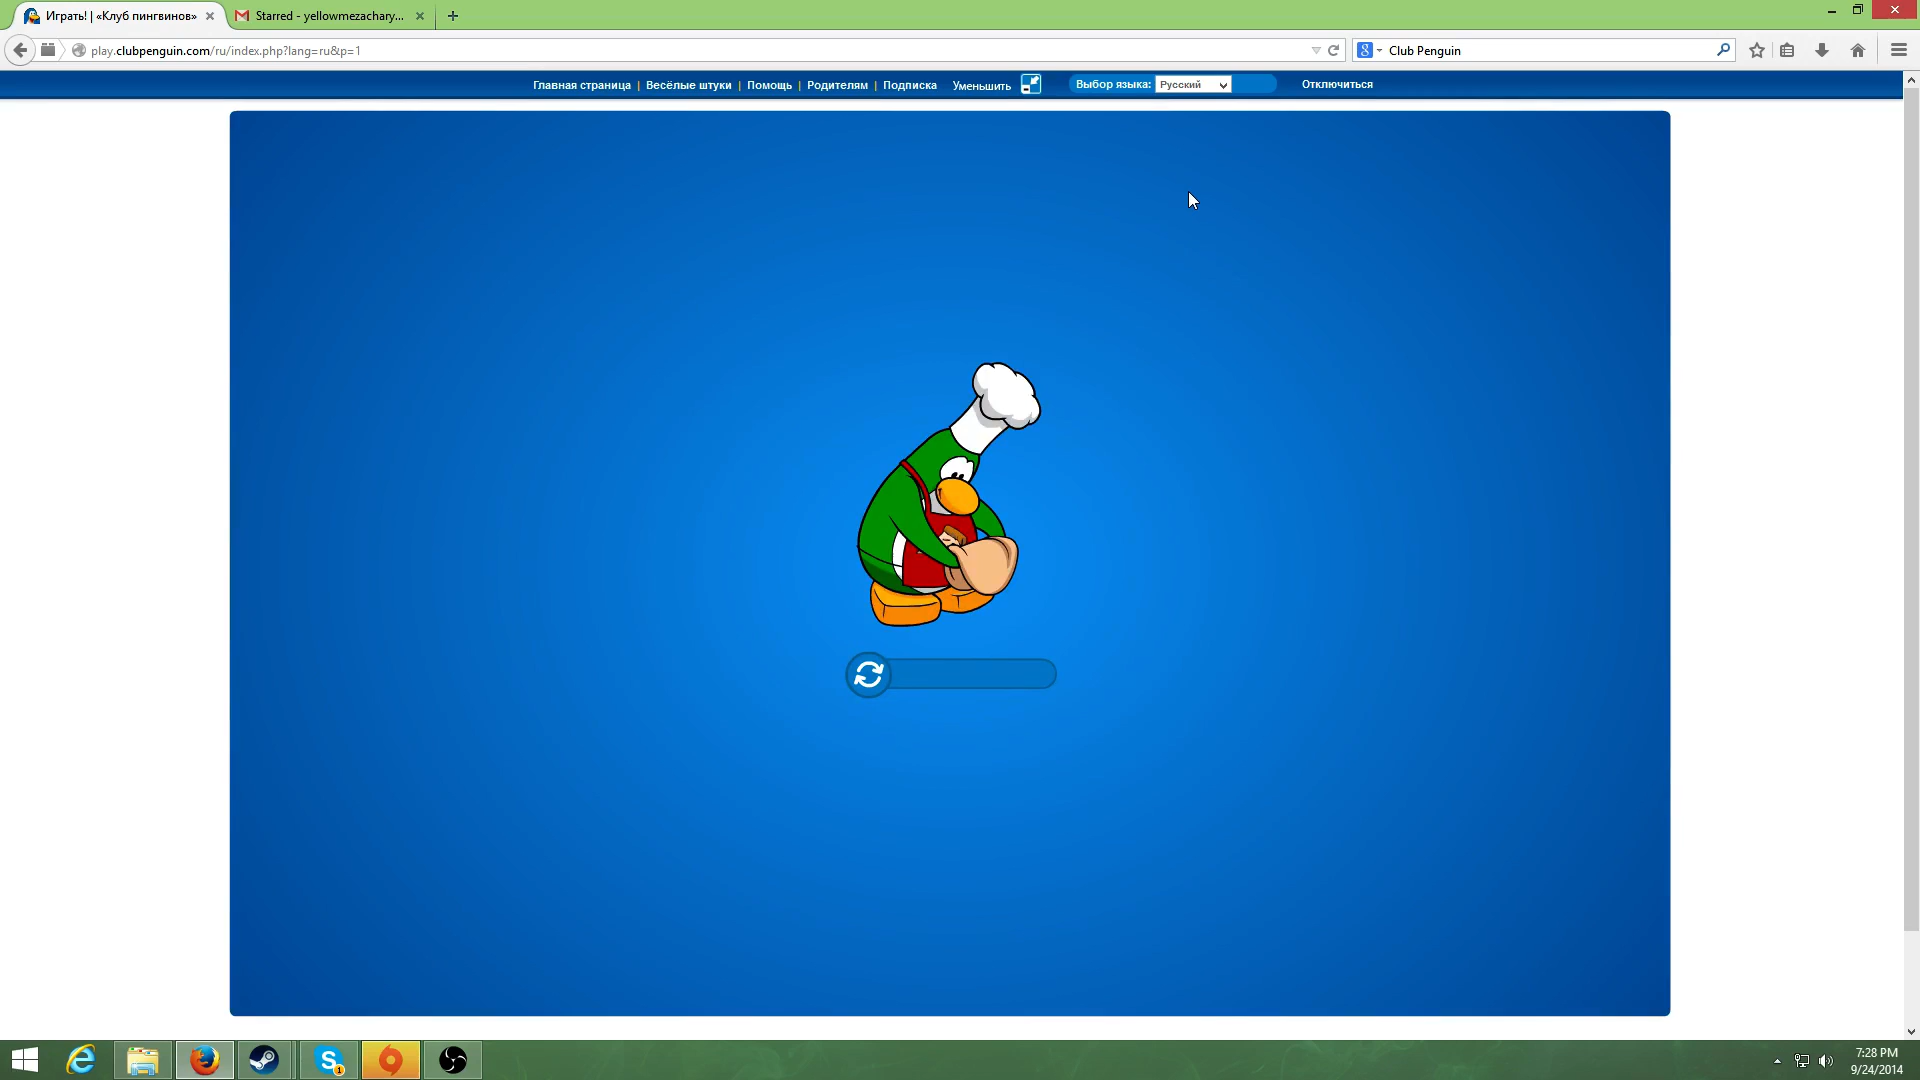 Играть! | «Клуб пингвинов»
Starred - yellowmezachary...
play.clubpenguin.com/ru/index.php?lang=ru&p=1
Club Penguin
Главная страница | Весёлые штуки | Помощь | Родителям | Подписка Уменьшить Выбор языка: Русский Отключиться
7:28 PM
9/24/2014